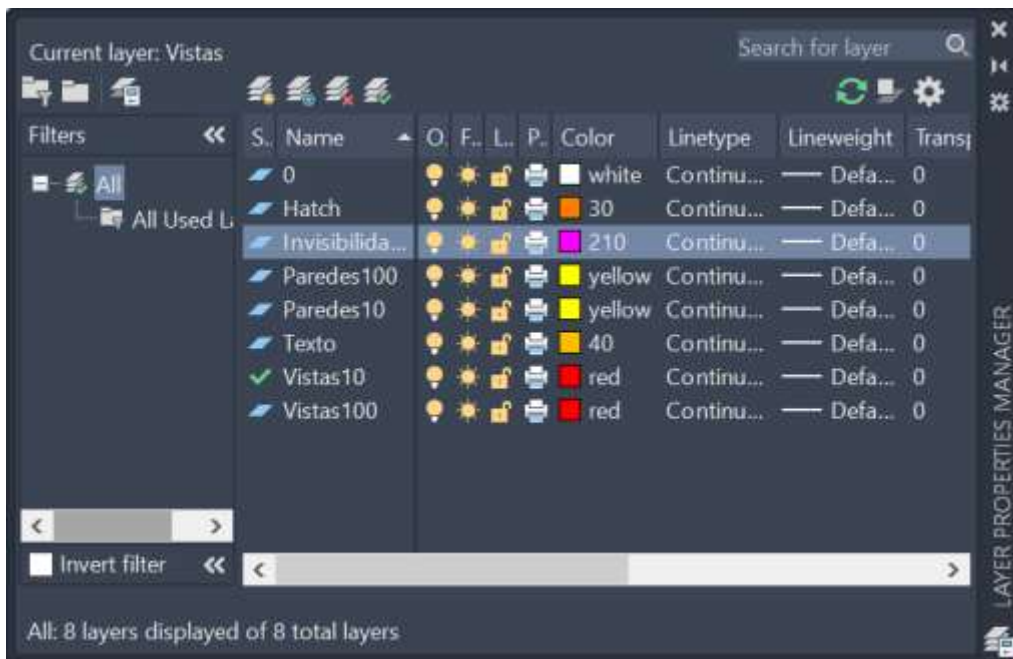 Current layer: Vistas
Search for layer
Filters
S.. Name O. F.. L.. P.. Color Linetype Lineweight Transp
All
All Used La
0 white Continu... Defa... 0
Hatch 30 Continu... Defa... 0
Invisibilida... 210 Continu... Defa... 0
Paredes100 yellow Continu... Defa... 0
Paredes10 yellow Continu... Defa... 0
Texto 40 Continu... Defa... 0
Vistas10 red Continu... Defa... 0
Vistas100 red Continu... Defa... 0
Invert filter
All: 8 layers displayed of 8 total layers
LAYER PROPERTIES MANAGER